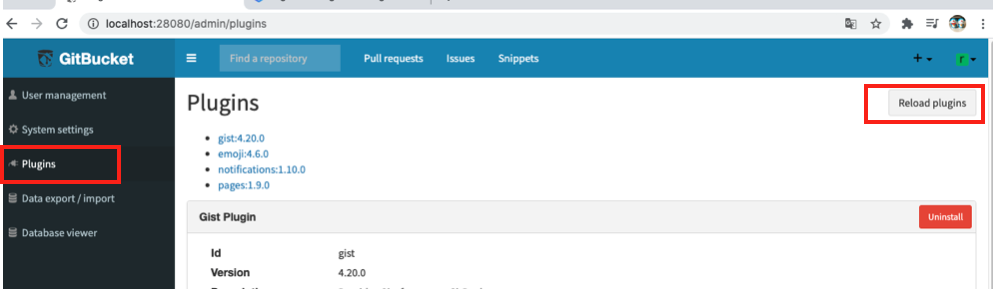 localhost:28080/admin/plugins
GitBucket
Find a repository
Pull requests
Issues
Snippets
r
User management
System settings
Plugins
Data export / import
Database viewer
Plugins
Reload plugins
gist:4.20.0
emoji:4.6.0
notifications:1.10.0
pages:1.9.0
Gist Plugin
Uninstall
Id gist
Version 4.20.0